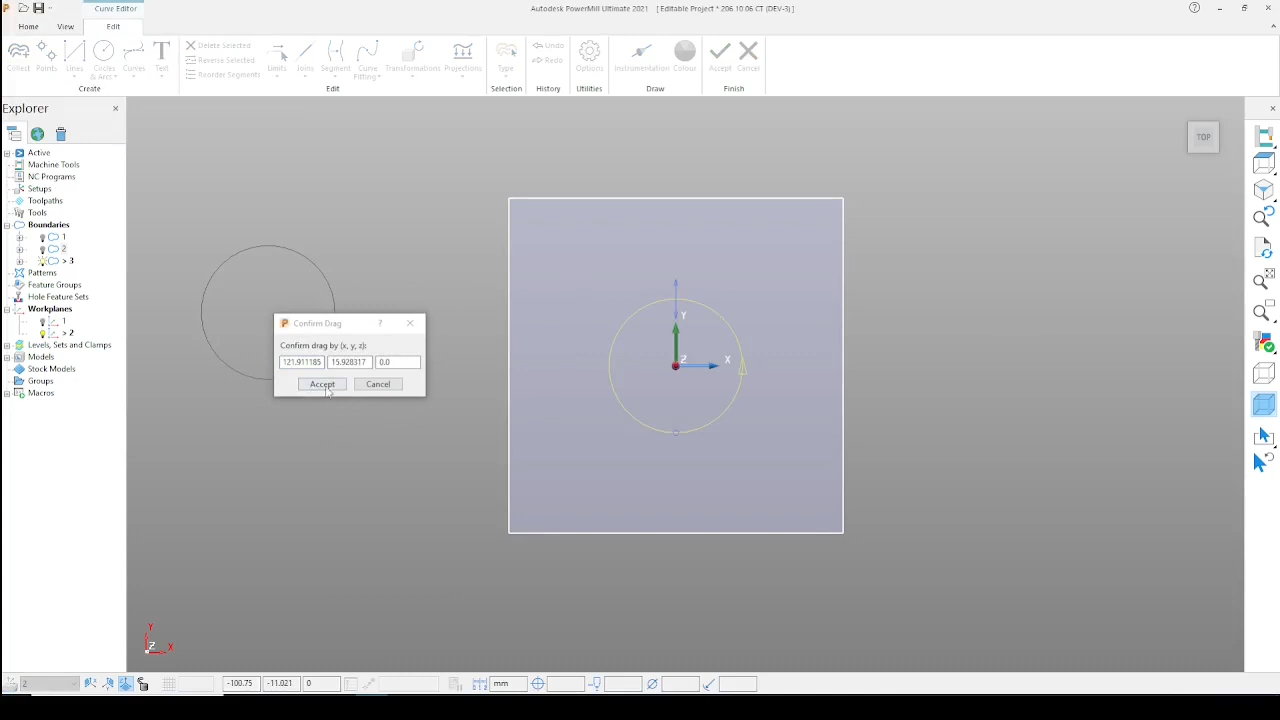 Curve Editor
Autodesk PowerMill Ultimate 2021 [ Editable Project * 206 10 06 CT (DEV-3) ]
Home View Edit
Collect Points Lines Circles & Arcs Curves Text
Delete Selected
Reverse Selected
Reorder Segments
Limits Joins Segment Curve Fitting Transformations Projections
Type
Undo
Redo
Options
Instrumentation Colour
Accept Cancel
Create Edit Selection History Utilities Draw Finish
Explorer
Active
Machine Tools
NC Programs
Setups
Toolpaths
Tools
Boundaries
1
2
> 3
Patterns
Feature Groups
Hole Feature Sets
Workplanes
1
> 2
Levels, Sets and Clamps
Models
Stock Models
Groups
Macros
TOP
Confirm Drag ?
Confirm drag by (x, y, z):
121.911185 15.928317 0.0
Accept Cancel
Y
Z X
Y
Z X
2 -100.75 -11.021 0 mm